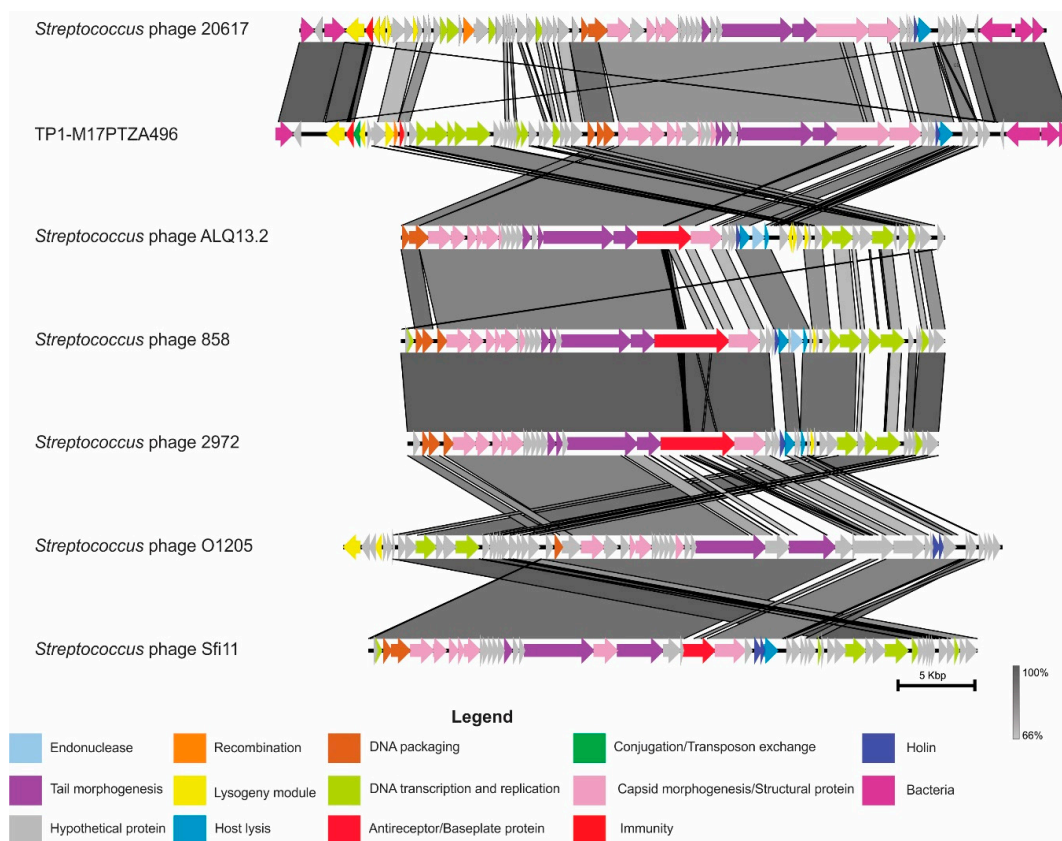 Streptococcus phage 20617
TP1-M17PTZA496
Streptococcus phage ALQ13.2
Streptococcus phage 858
Streptococcus phage 2972
Streptococcus phage O1205
Streptococcus phage Sfi11
5 Kbp
100%
66%
Legend
Endonuclease
Recombination
DNA packaging
Conjugation/Transposon exchange
Holin
Tail morphogenesis
Lysogeny module
DNA transcription and replication
Capsid morphogenesis/Structural protein
Bacteria
Hypothetical protein
Host lysis
Antireceptor/Baseplate protein
Immunity